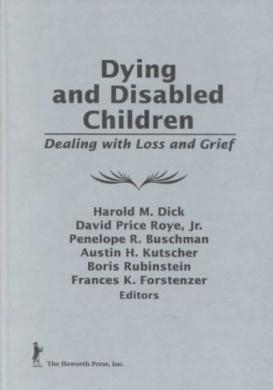 Dying
and Disabled
Children
Dealing with Loss and Grief
Harold M. Dick
David Price Roye, Jr.
Penelope R. Buschman
Austin H. Kutscher
Boris Rubinstein
Frances K. Forstenzer
Editors
The Haworth Press, Inc.